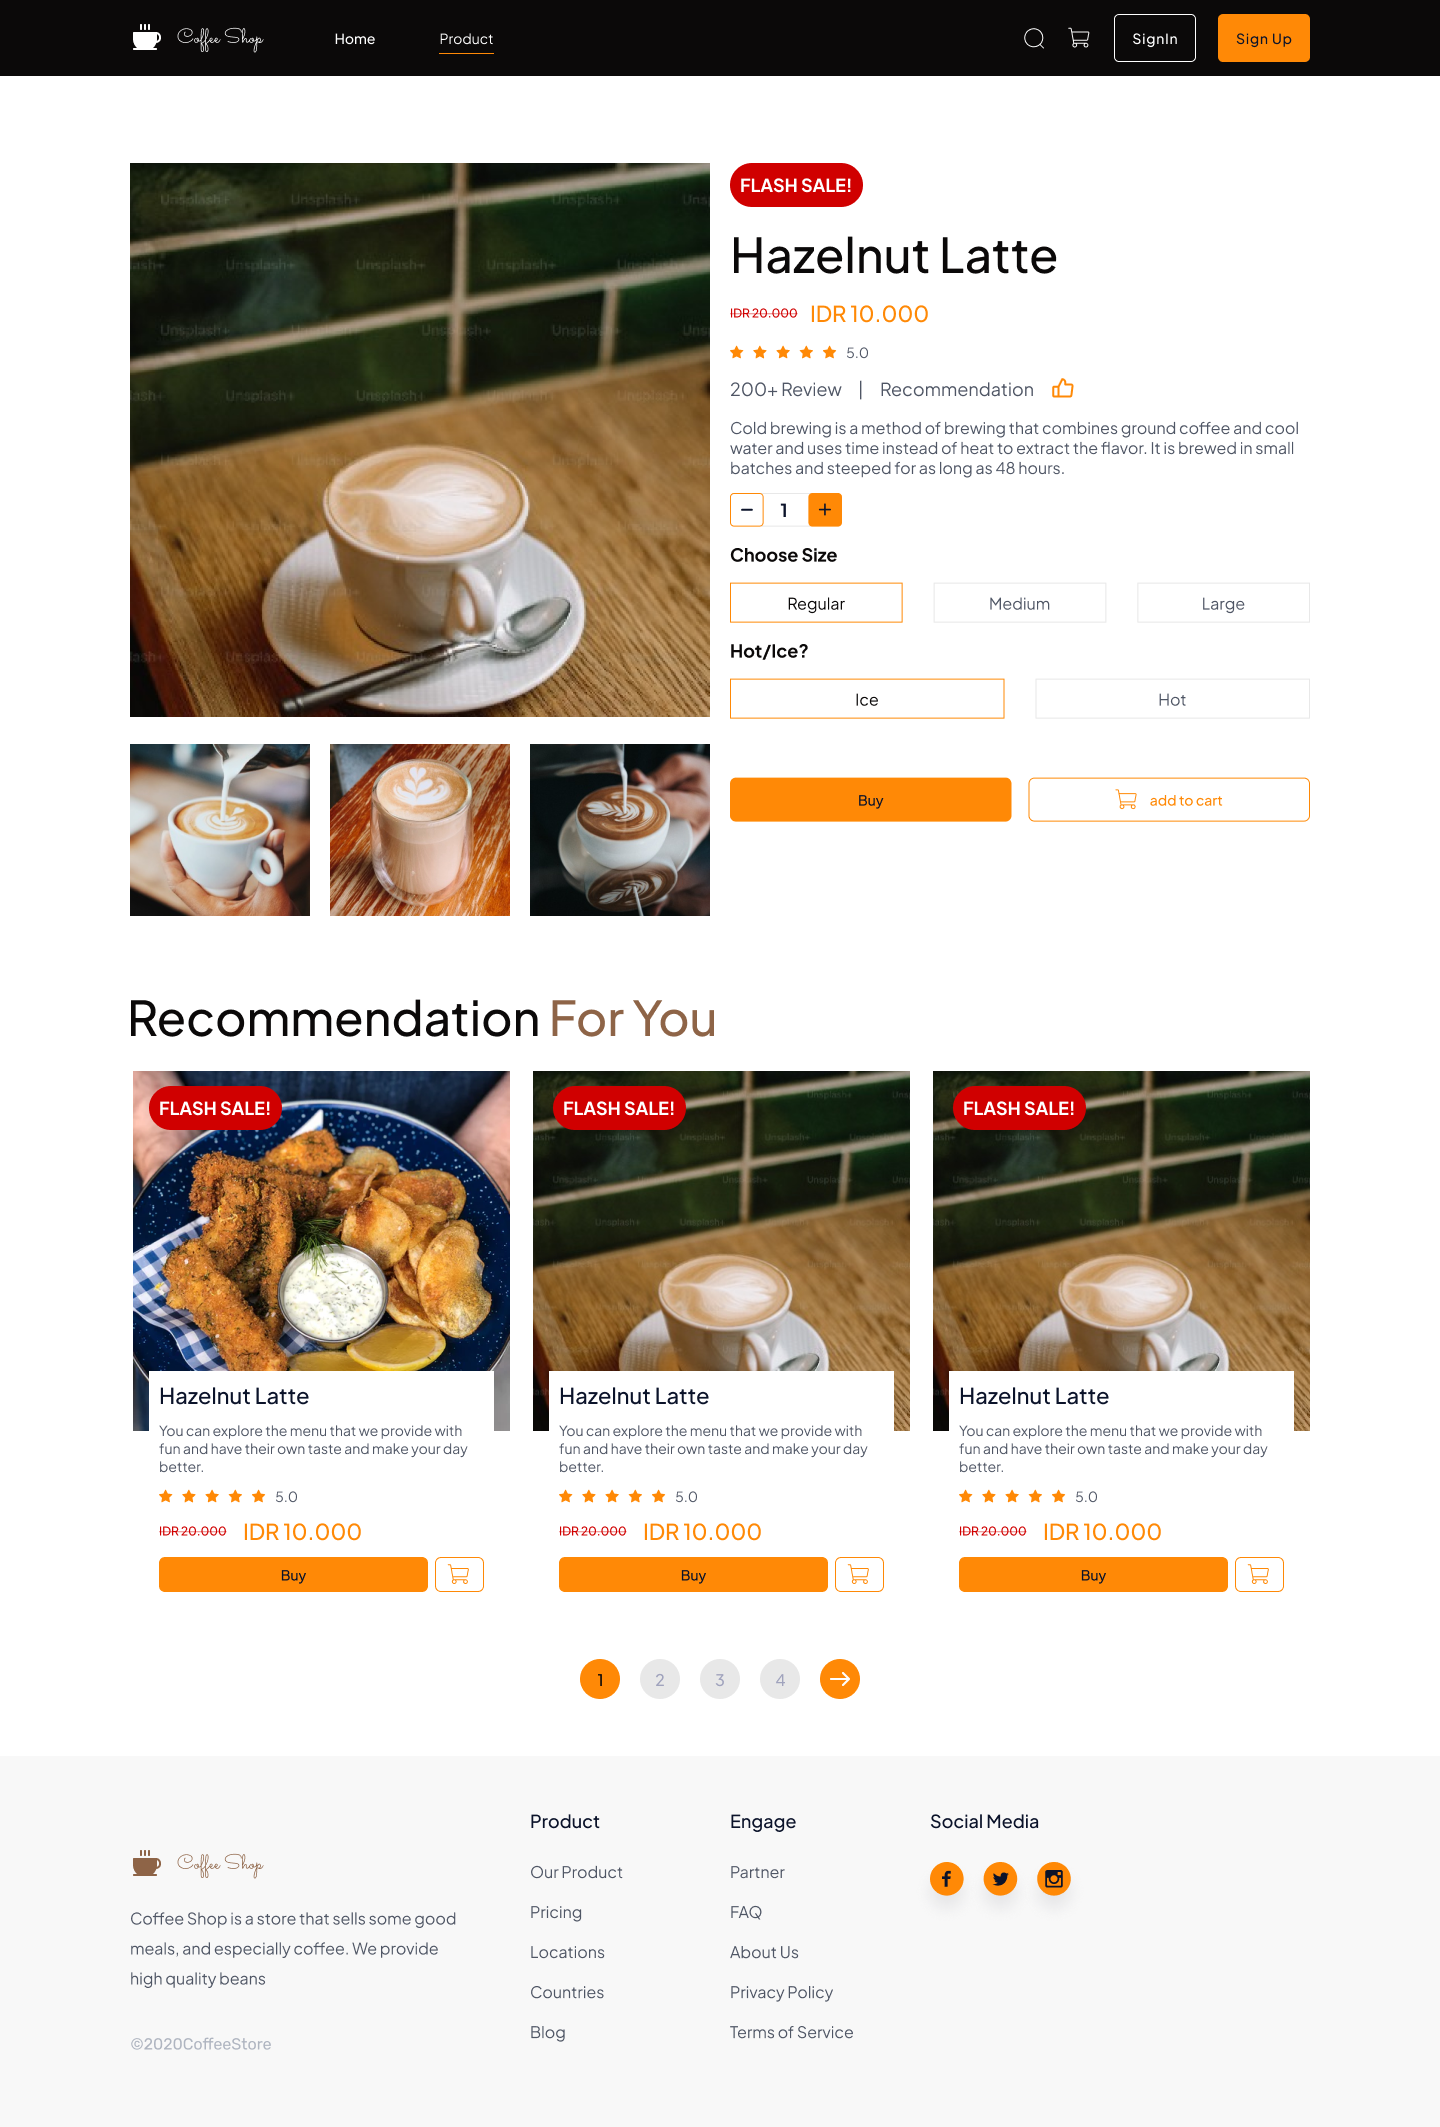 Coffee Shop
Home
Product
SignIn
Sign Up
Unsplash+
FLASH SALE!
Hazelnut Latte
IDR 20.000 IDR 10.000
5.0
200+ Review | Recommendation
Cold brewing is a method of brewing that combines ground coffee and cool
water and uses time instead of heat to extract the flavor. It is brewed in small
batches and steeped for as long as 48 hours.
1
Choose Size
Regular
Medium
Large
Hot/Ice?
Ice
Hot
Buy
add to cart
Recommendation For You
FLASH SALE!
Hazelnut Latte
You can explore the menu that we provide with
fun and have their own taste and make your day
better.
5.0
IDR 20.000 IDR 10.000
Buy
FLASH SALE!
Hazelnut Latte
You can explore the menu that we provide with
fun and have their own taste and make your day
better.
5.0
IDR 20.000 IDR 10.000
Buy
FLASH SALE!
Hazelnut Latte
You can explore the menu that we provide with
fun and have their own taste and make your day
better.
5.0
IDR 20.000 IDR 10.000
Buy
1 2 3 4
Coffee Shop
Coffee Shop is a store that sells some good
meals, and especially coffee. We provide
high quality beans
©2020CoffeeStore
Product
Our Product
Pricing
Locations
Countries
Blog
Engage
Partner
FAQ
About Us
Privacy Policy
Terms of Service
Social Media